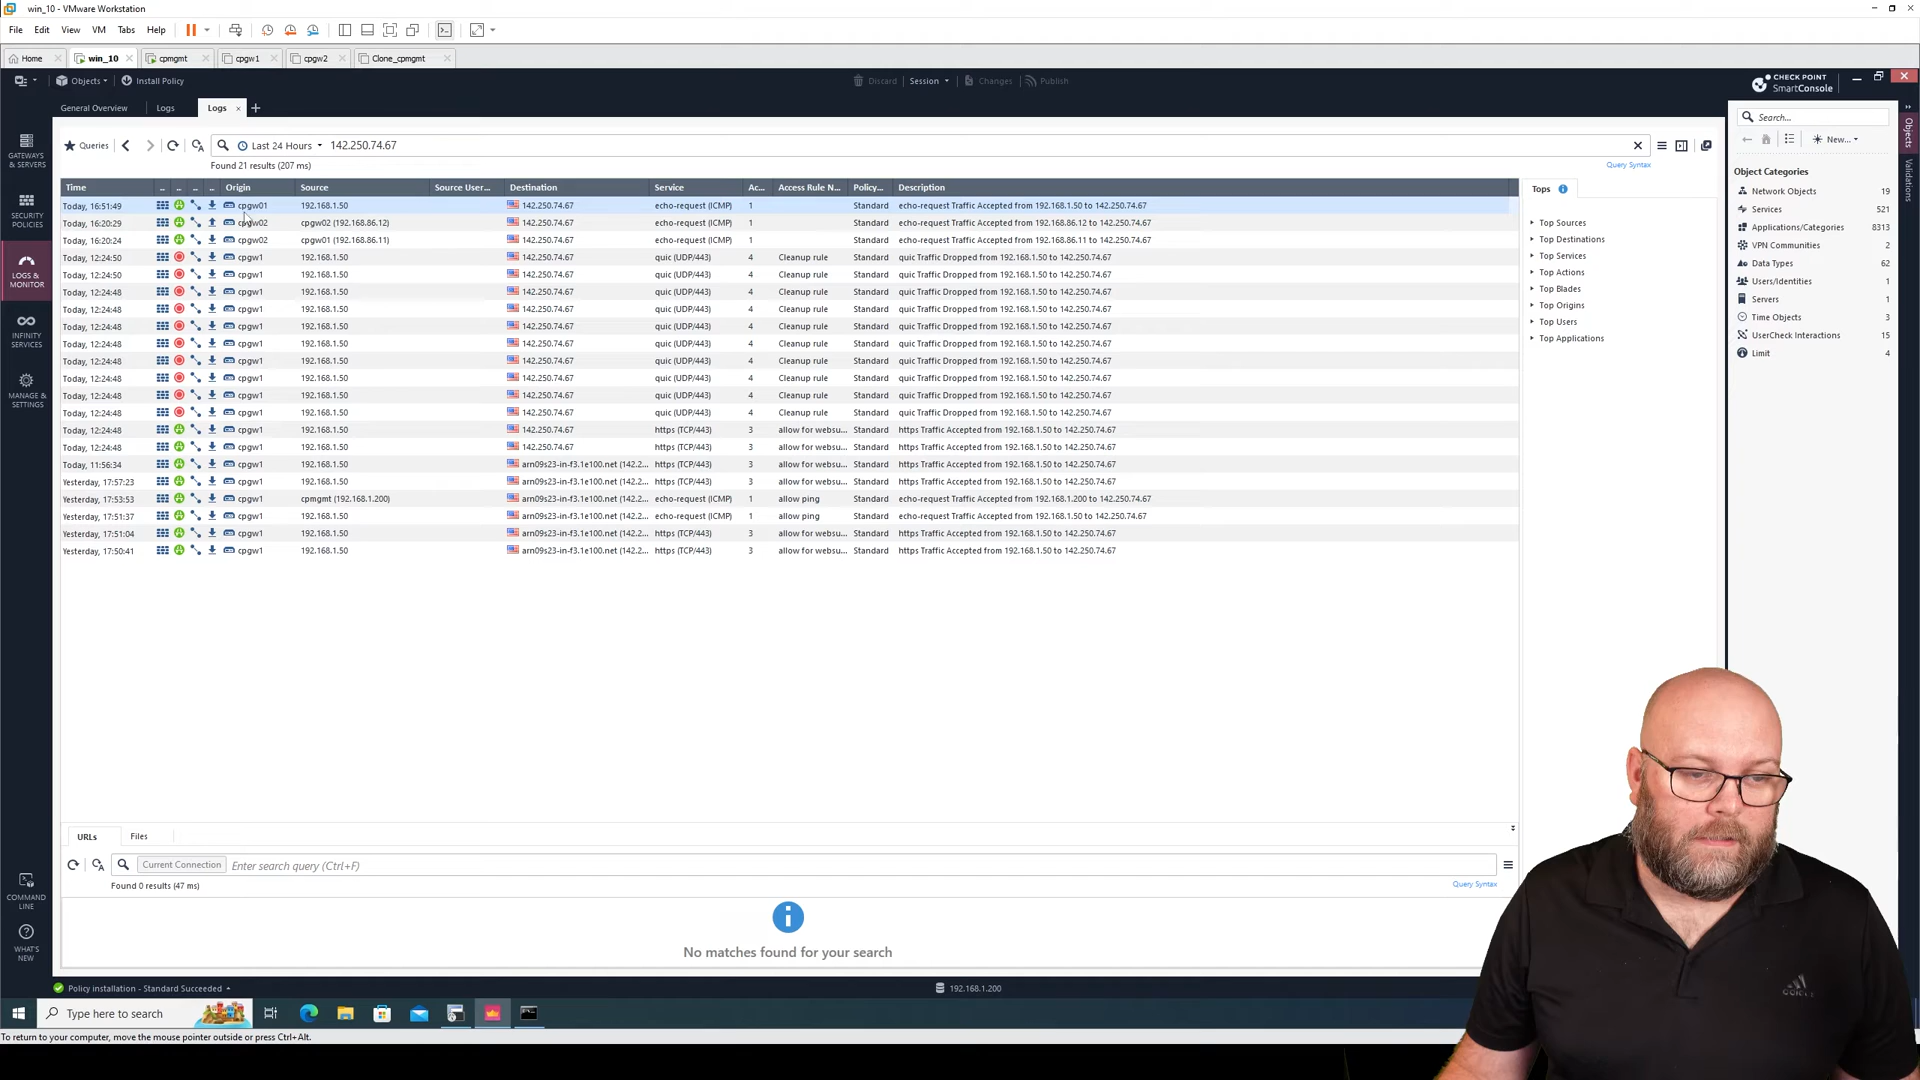 win_10 - VMware Workstation
File Edit View VM Tabs Help
Home win_10 cpmgmt cpgw1 cpgw2 Clone_cpmgmt
Objects Install Policy Discard Session Changes Publish CHECK POINT SmartConsole
General Overview Logs Logs
Queries Last 24 Hours 142.250.74.67
Found 21 results (207 ms) Query Syntax
Time .. .. .. .. Origin Source Source User... Destination Service Ac... Access Rule N... Policy... Description
Today, 16:51:49 cpgw01 192.168.1.50 142.250.74.67 echo-request (ICMP) 1 Standard echo-request Traffic Accepted from 192.168.1.50 to 142.250.74.67
Today, 16:20:29 cpgw02 cpgw02 (192.168.86.12) 142.250.74.67 echo-request (ICMP) 1 Standard echo-request Traffic Accepted from 192.168.86.12 to 142.250.74.67
Today, 16:20:24 cpgw02 cpgw01 (192.168.86.11) 142.250.74.67 echo-request (ICMP) 1 Standard echo-request Traffic Accepted from 192.168.86.11 to 142.250.74.67
Today, 12:24:50 cpgw1 192.168.1.50 142.250.74.67 quic (UDP/443) 4 Cleanup rule Standard quic Traffic Dropped from 192.168.1.50 to 142.250.74.67
Today, 12:24:50 cpgw1 192.168.1.50 142.250.74.67 quic (UDP/443) 4 Cleanup rule Standard quic Traffic Dropped from 192.168.1.50 to 142.250.74.67
Today, 12:24:48 cpgw1 192.168.1.50 142.250.74.67 quic (UDP/443) 4 Cleanup rule Standard quic Traffic Dropped from 192.168.1.50 to 142.250.74.67
Today, 12:24:48 cpgw1 192.168.1.50 142.250.74.67 quic (UDP/443) 4 Cleanup rule Standard quic Traffic Dropped from 192.168.1.50 to 142.250.74.67
Today, 12:24:48 cpgw1 192.168.1.50 142.250.74.67 quic (UDP/443) 4 Cleanup rule Standard quic Traffic Dropped from 192.168.1.50 to 142.250.74.67
Today, 12:24:48 cpgw1 192.168.1.50 142.250.74.67 quic (UDP/443) 4 Cleanup rule Standard quic Traffic Dropped from 192.168.1.50 to 142.250.74.67
Today, 12:24:48 cpgw1 192.168.1.50 142.250.74.67 quic (UDP/443) 4 Cleanup rule Standard quic Traffic Dropped from 192.168.1.50 to 142.250.74.67
Today, 12:24:48 cpgw1 192.168.1.50 142.250.74.67 quic (UDP/443) 4 Cleanup rule Standard quic Traffic Dropped from 192.168.1.50 to 142.250.74.67
Today, 12:24:48 cpgw1 192.168.1.50 142.250.74.67 quic (UDP/443) 4 Cleanup rule Standard quic Traffic Dropped from 192.168.1.50 to 142.250.74.67
Today, 12:24:48 cpgw1 192.168.1.50 142.250.74.67 quic (UDP/443) 4 Cleanup rule Standard quic Traffic Dropped from 192.168.1.50 to 142.250.74.67
Today, 12:24:48 cpgw1 192.168.1.50 142.250.74.67 https (TCP/443) 3 allow for websu... Standard https Traffic Accepted from 192.168.1.50 to 142.250.74.67
Today, 12:24:48 cpgw1 192.168.1.50 142.250.74.67 https (TCP/443) 3 allow for websu... Standard https Traffic Accepted from 192.168.1.50 to 142.250.74.67
Today, 11:56:34 cpgw1 192.168.1.50 arn09s23-in-f3.1e100.net (142.2... https (TCP/443) 3 allow for websu... Standard https Traffic Accepted from 192.168.1.50 to 142.250.74.67
Yesterday, 17:57:23 cpgw1 192.168.1.50 arn09s23-in-f3.1e100.net (142.2... https (TCP/443) 3 allow for websu... Standard https Traffic Accepted from 192.168.1.50 to 142.250.74.67
Yesterday, 17:53:53 cpgw1 cpmgmt (192.168.1.200) arn09s23-in-f3.1e100.net (142.2... echo-request (ICMP) 1 allow ping Standard echo-request Traffic Accepted from 192.168.1.200 to 142.250.74.67
Yesterday, 17:51:37 cpgw1 192.168.1.50 arn09s23-in-f3.1e100.net (142.2... echo-request (ICMP) 1 allow ping Standard echo-request Traffic Accepted from 192.168.1.50 to 142.250.74.67
Yesterday, 17:51:04 cpgw1 192.168.1.50 arn09s23-in-f3.1e100.net (142.2... https (TCP/443) 3 allow for websu... Standard https Traffic Accepted from 192.168.1.50 to 142.250.74.67
Yesterday, 17:50:41 cpgw1 192.168.1.50 arn09s23-in-f3.1e100.net (142.2... https (TCP/443) 3 allow for websu... Standard https Traffic Accepted from 192.168.1.50 to 142.250.74.67
GATEWAYS & SERVERS
SECURITY POLICIES
LOGS & MONITOR
INFINITY SERVICES
MANAGE & SETTINGS
COMMAND LINE
WHAT'S NEW
Tops
Top Sources
Top Destinations
Top Services
Top Actions
Top Blades
Top Origins
Top Users
Top Applications
Search...
New...
Object Categories
Network Objects 19
Services 521
Applications/Categories 8313
VPN Communities 2
Data Types 62
Users/Identities 1
Servers 1
Time Objects 3
UserCheck Interactions 15
Limit 4
Objects
Validations
URLs Files
Current Connection Enter search query (Ctrl+F)
Found 0 results (47 ms) Query Syntax
No matches found for your search
Policy installation - Standard Succeeded 192.168.1.200
Type here to search
To return to your computer, move the mouse pointer outside or press Ctrl+Alt.
adidas